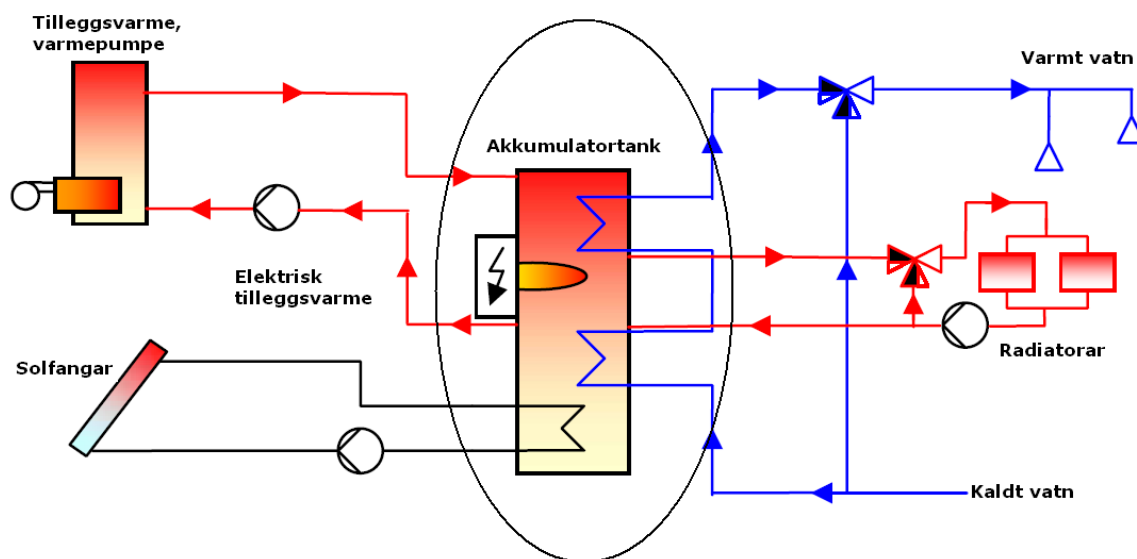 Tilleggsvarme,
varmepumpe
Varmt vatn
Akkumulatortank
Elektrisk
tilleggsvarme
Solfangar
Radiatorar
Kaldt vatn